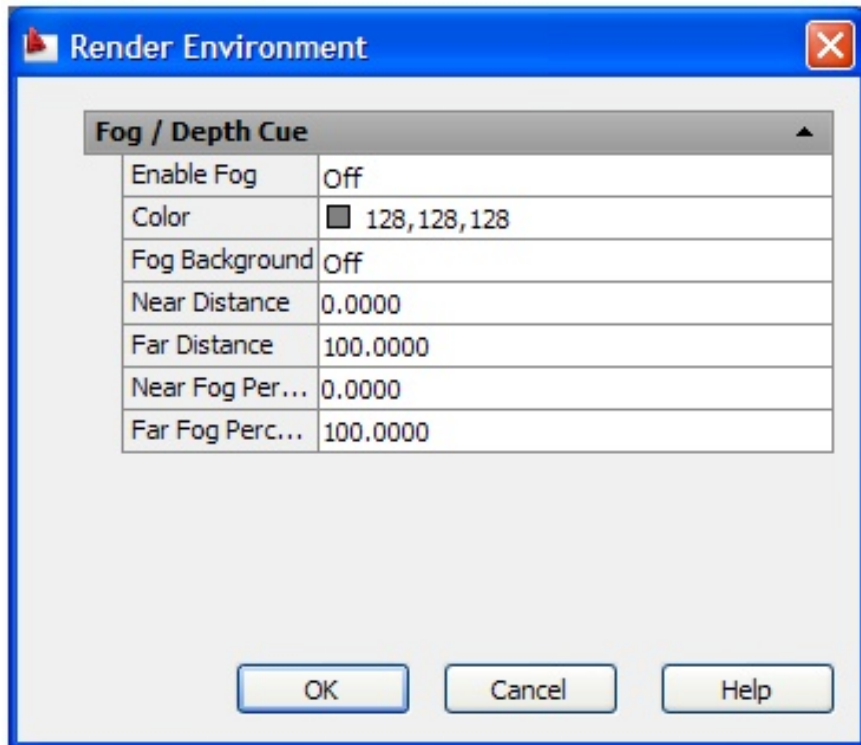 Render Environment
Fog / Depth Cue
Enable Fog Off
Color 128,128,128
Fog Background Off
Near Distance 0.0000
Far Distance 100.0000
Near Fog Per... 0.0000
Far Fog Perc... 100.0000
OK Cancel Help